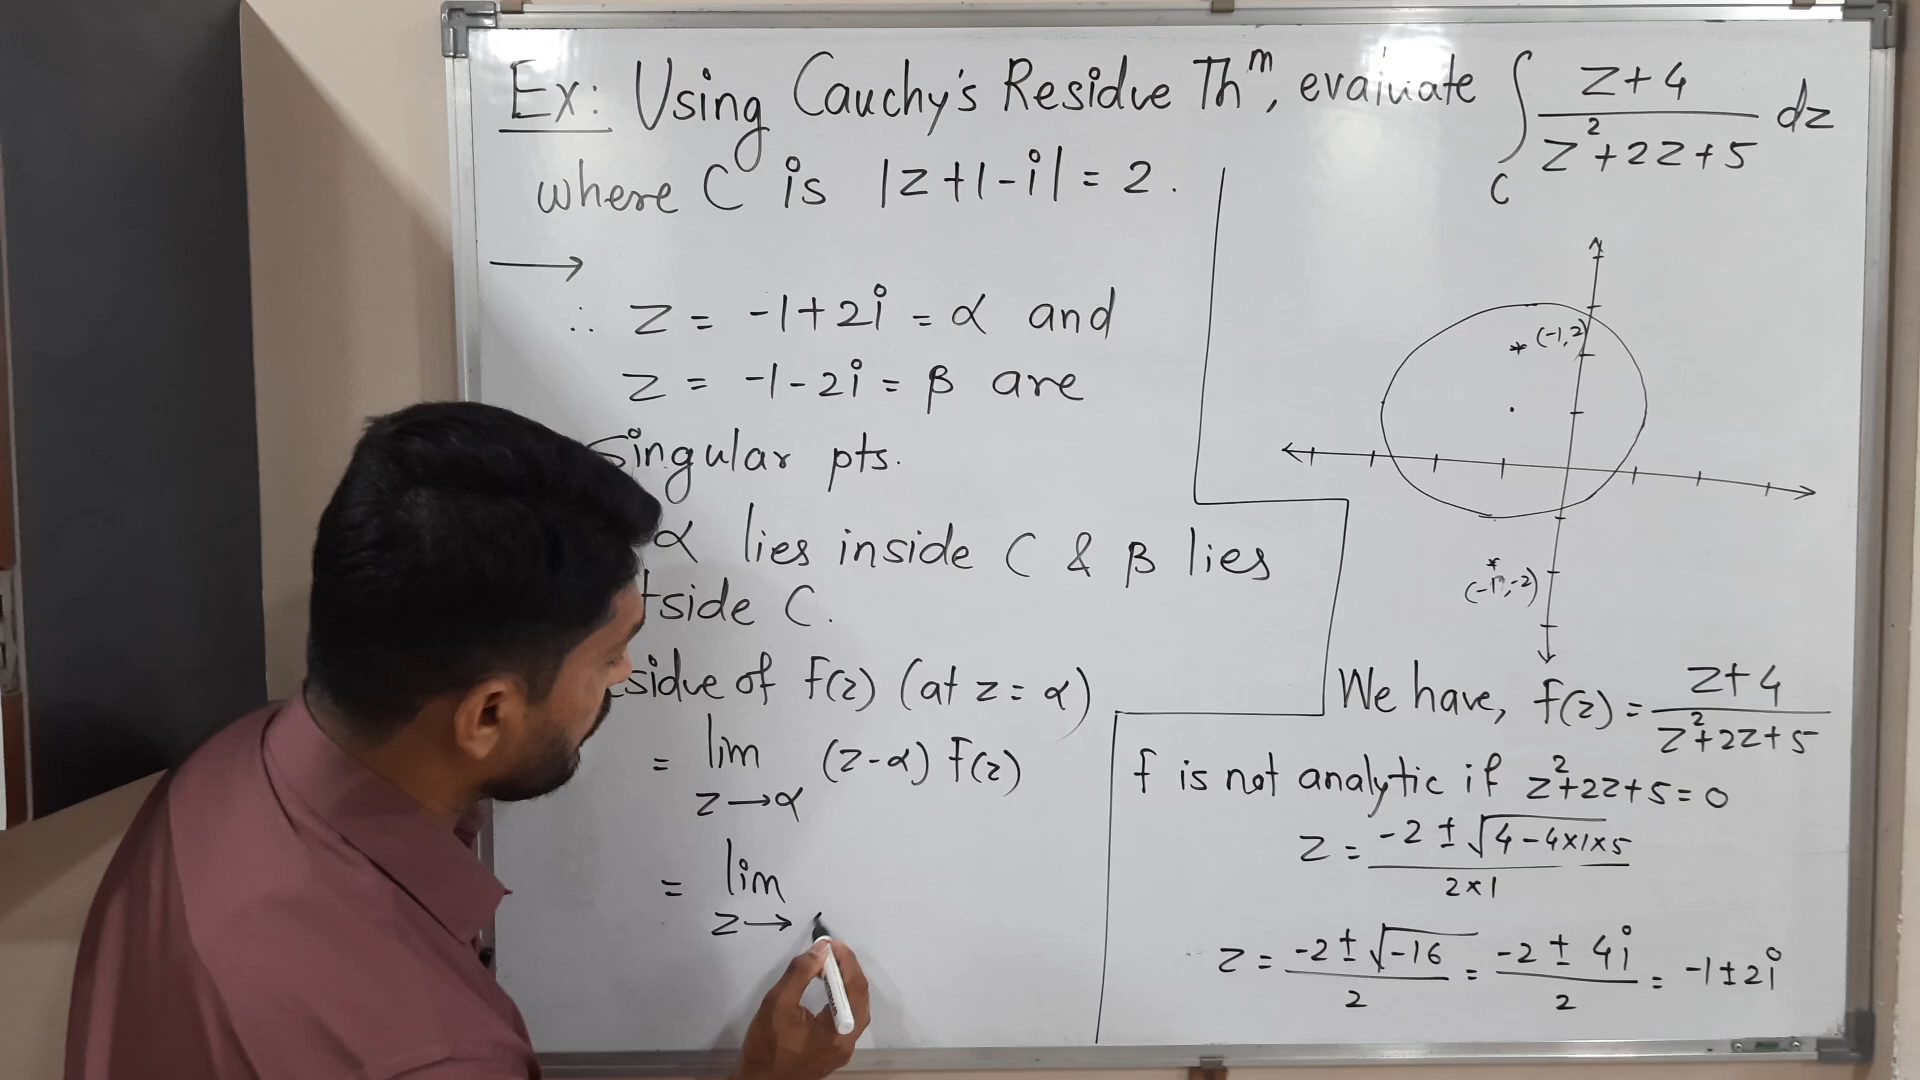 Ex: Using Cauchy's Residue Thᵐ, evaluate ∫_C (z+4)/(z²+2z+5) dz
where C is |z+1-i| = 2.
→
∴ z = -1+2i = α and
z = -1-2i = β are
Singular pts.
α lies inside C & β lies
tside C.
sidue of f(z) (at z = α)
= lim_{z→α} (z-α) f(z)
= lim_{z→
(-1,2)
(-1,-2)
We have, f(z) = (z+4)/(z²+2z+5)
f is not analytic if z²+2z+5=0
z = (-2 ± √(4-4×1×5))/(2×1)
z = (-2 ± √-16)/2 = (-2 ± 4i)/2 = -1±2i